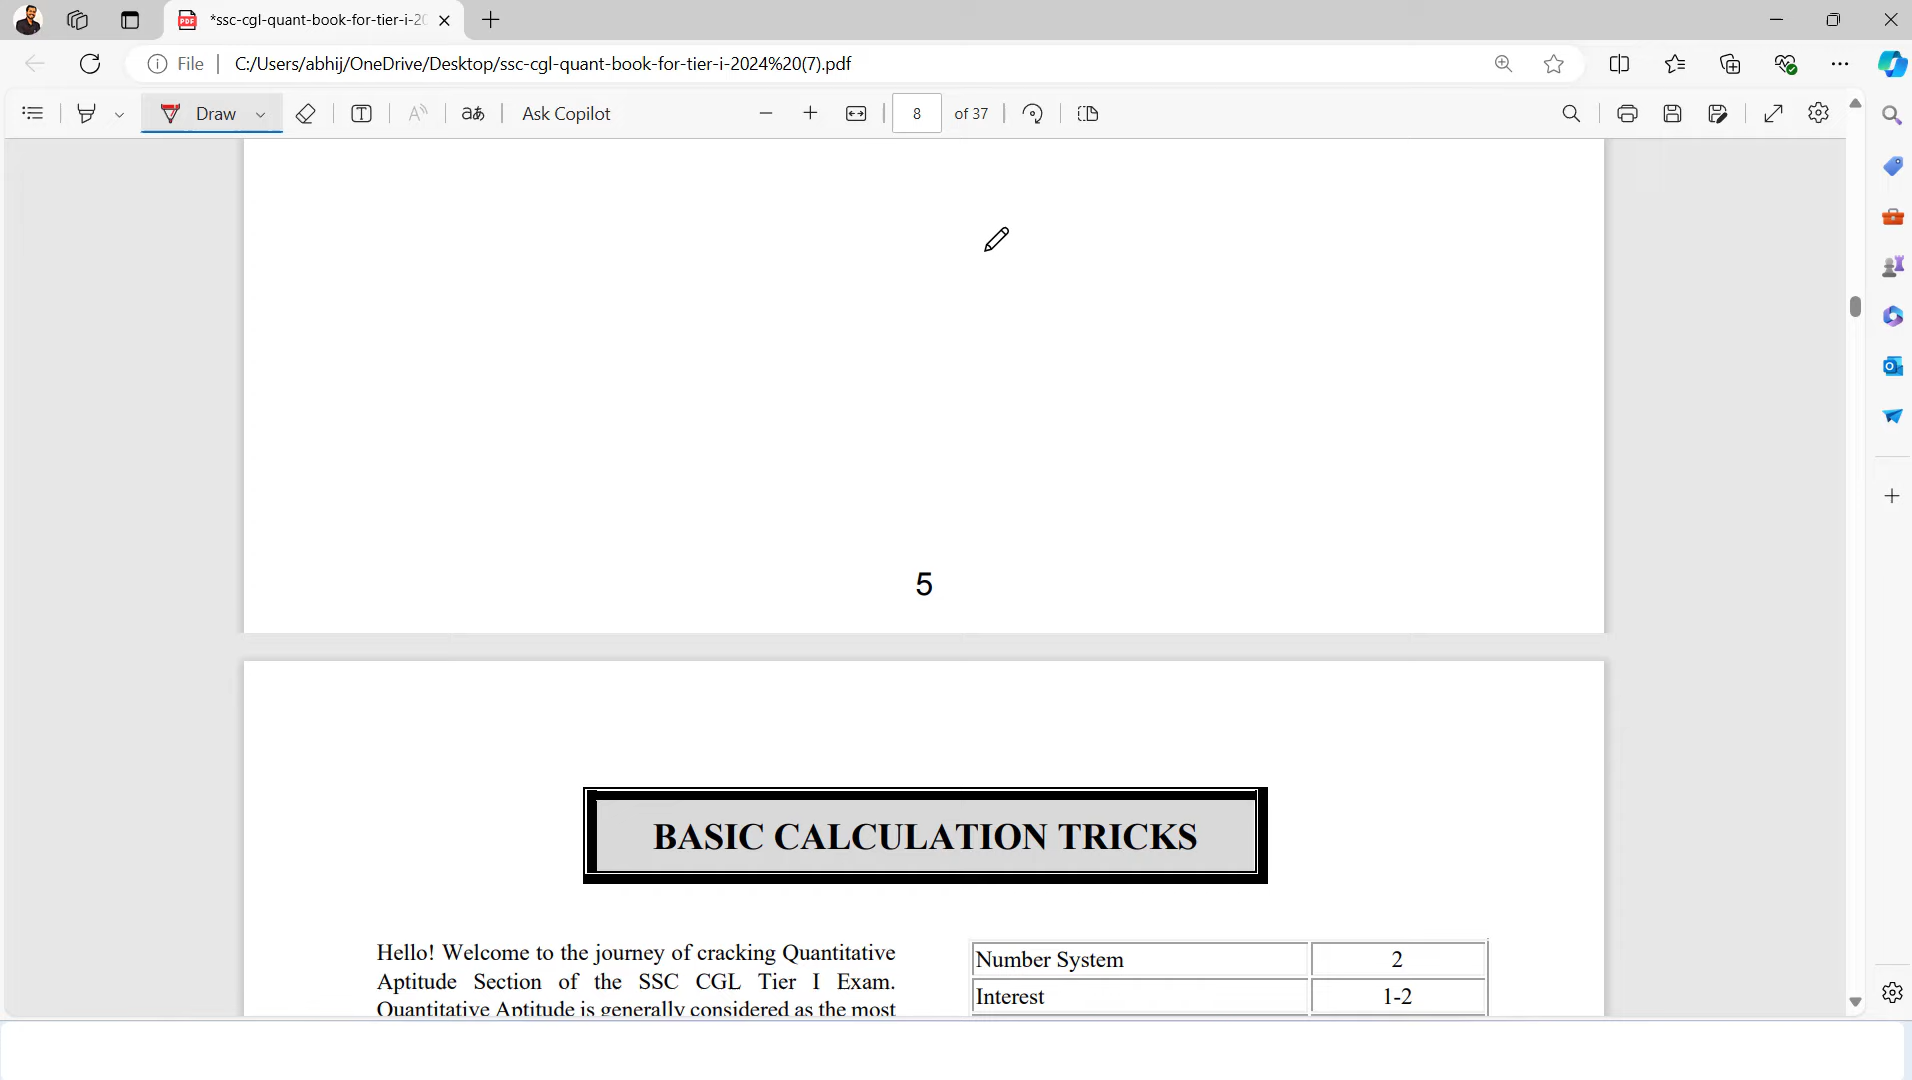 *ssc-cgl-quant-book-for-tier-i-20
File
C:/Users/abhij/OneDrive/Desktop/ssc-cgl-quant-book-for-tier-i-2024%20(7).pdf
Draw
Ask Copilot
8
of 37
5
BASIC CALCULATION TRICKS
Hello! Welcome to the journey of cracking Quantitative
Aptitude Section of the SSC CGL Tier I Exam.
Quantitative Aptitude is generally considered as the most
Number System 2
Interest 1-2